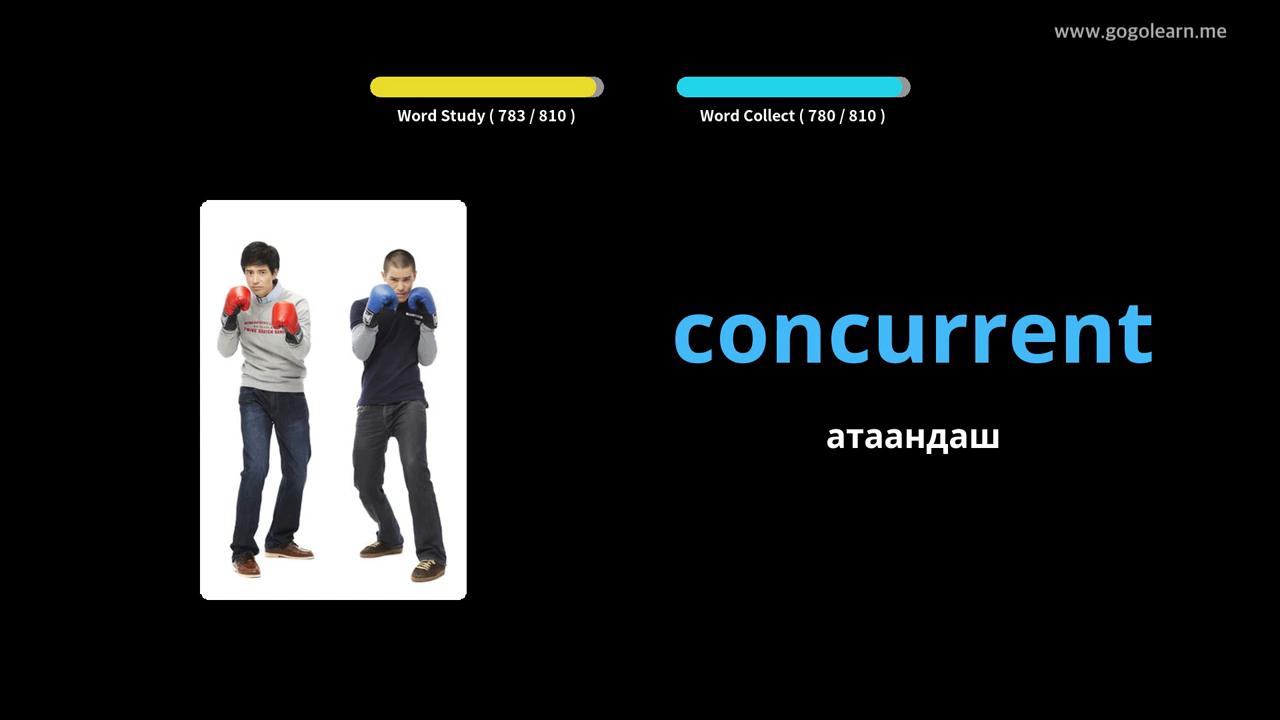 www.gogolearn.me
Word Study ( 783 / 810 )
Word Collect ( 780 / 810 )
concurrent
атаандаш